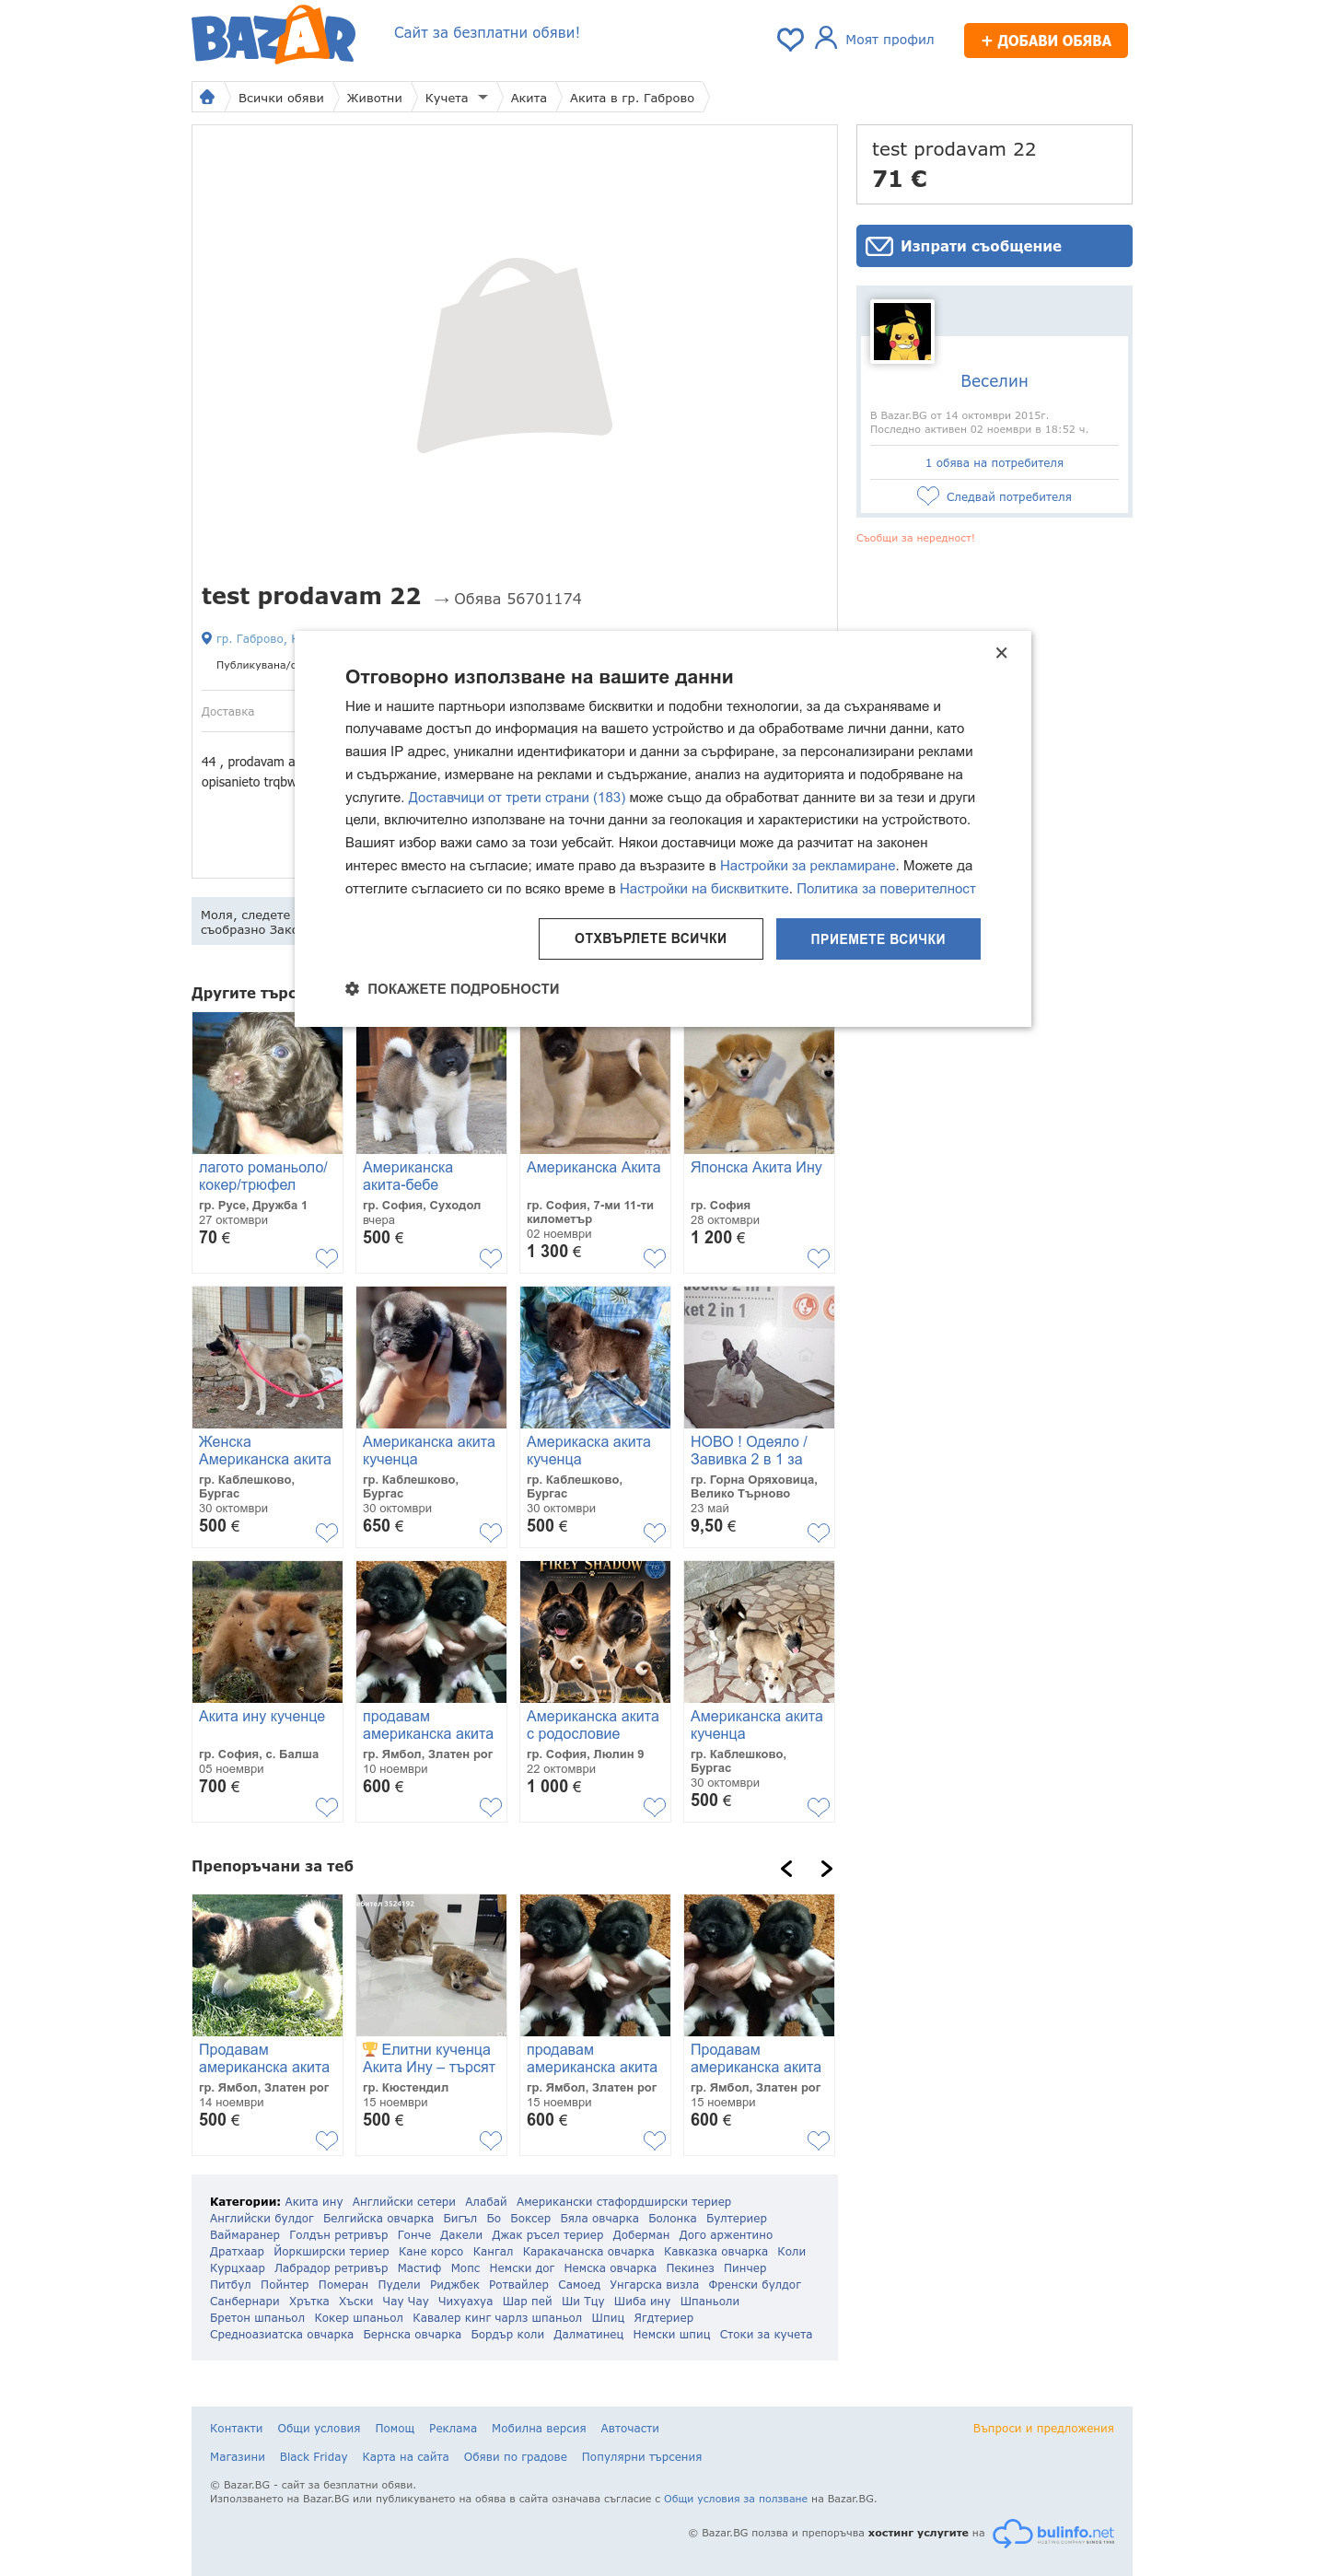 BAZAR
Сайт за безплатни обяви!
Моят профил
+ ДОБАВИ ОБЯВА
Всички обяви
Животни
Кучета
Акита
Акита в гр. Габрово
test prodavam 22
71 €
Изпрати съобщение
Веселин
В Bazar.BG от 14 октомври 2015г.
Последно активен 02 ноември в 18:52 ч.
1 обява на потребителя
Следвай потребителя
Съобщи за нередност!
test prodavam 22 → Обява 56701174
гр. Габрово,
Публикувана/
Доставка
44 , prodavam
opisanieto
Моля, следете
съобразно
Отговорно използване на вашите данни
Ние и нашите партньори използваме бисквитки и подобни технологии, за да съхраняваме и
получаваме достъп до информация на вашето устройство и да обработваме лични данни, като
вашия IP адрес, уникални идентификатори и данни за сърфиране, за персонализирани реклами
и съдържание, измерване на реклами и съдържание, анализ на аудиторията и подобряване на
услугите. Доставчици от трети страни (183) може също да обработват данните ви за тези и други
цели, включително използване на точни данни за геолокация и характеристики на устройството.
Вашият избор важи само за този уебсайт. Някои доставчици може да разчитат на законен
интерес вместо на съгласие; имате право да възразите в Настройки за рекламиране. Можете да
оттеглите съгласието си по всяко време в Настройки на бисквитките. Политика за поверителност
ОТХВЪРЛЕТЕ ВСИЧКИ
ПРИЕМЕТЕ ВСИЧКИ
ПОКАЖЕТЕ ПОДРОБНОСТИ
Другите
лагото романьоло/
кокер/трюфел
гр. Русе, Дружба 1
27 октомври
70 €
Американска
акита-бебе
гр. София, Суходол
вчера
500 €
Американска Акита
гр. София, 7-ми 11-ти
километър
02 ноември
1 300 €
Японска Акита Ину
гр. София
28 октомври
1 200 €
ket 2 in 1
Женска
Американска акита
гр. Каблешково,
Бургас
30 октомври
500 €
Американска акита
кученца
гр. Каблешково,
Бургас
30 октомври
650 €
Америкаска акита
кученца
гр. Каблешково,
Бургас
30 октомври
500 €
НОВО ! Одеяло /
Завивка 2 в 1 за
гр. Горна Оряховица,
Велико Търново
23 май
9,50 €
FIREY SHADOW
Акита ину кученце
гр. София, с. Балша
05 ноември
700 €
продавам
американска акита
гр. Ямбол, Златен рог
10 ноември
600 €
Американска акита
с родословие
гр. София, Люлин 9
22 октомври
1 000 €
Американска акита
кученца
гр. Каблешково,
Бургас
30 октомври
500 €
Препоръчани за теб
Продавам
американска акита
гр. Ямбол, Златен рог
14 ноември
500 €
Елитни кученца
Акита Ину – търсят
гр. Кюстендил
15 ноември
500 €
продавам
американска акита
гр. Ямбол, Златен рог
15 ноември
600 €
Продавам
американска акита
гр. Ямбол, Златен рог
15 ноември
600 €
Категории: Акита ину Английски сетери Алабай Американски стафордширски териер
Английски булдог Белгийска овчарка Бигъл Бо Боксер Бяла овчарка Болонка Бултериер
Ваймаранер Голдън ретривър Гонче Дакели Джак ръсел териер Доберман Дого аржентино
Дратхаар Йоркширски териер Кане корсо Кангал Каракачанска овчарка Кавказка овчарка Коли
Курцхаар Лабрадор ретривър Мастиф Мопс Немски дог Немска овчарка Пекинез Пинчер
Питбул Пойнтер Померан Пудели Риджбек Ротвайлер Самоед Унгарска визла Френски булдог
Санбернари Хрътка Хъски Чау Чау Чихуахуа Шар пей Ши Тцу Шиба ину Шпаньоли
Бретон шпаньол Кокер шпаньол Кавалер кинг чарлз шпаньол Шпиц Ягдтериер
Средноазиатска овчарка Бернска овчарка Бордър коли Далматинец Немски шпиц Стоки за кучета
Контакти Общи условия Помощ Реклама Мобилна версия Авточасти
Въпроси и предложения
Магазини Black Friday Карта на сайта Обяви по градове Популярни търсения
© Bazar.BG - сайт за безплатни обяви.
Използването на Bazar.BG или публикуването на обява в сайта означава съгласие с Общи условия за ползване на Bazar.BG.
© Bazar.BG ползва и препоръчва хостинг услугите на
bulinfo.net